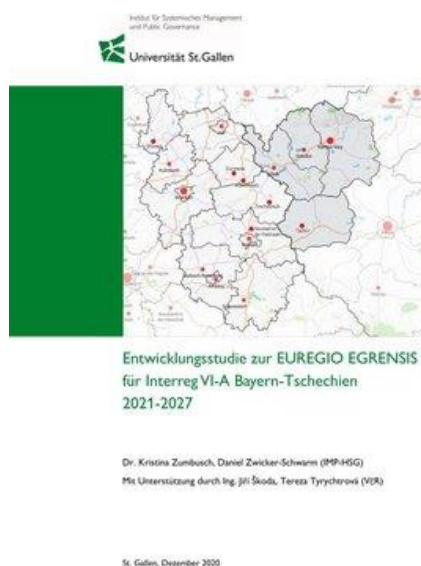 Institut für Systemisches Management
und Public Governance
Universität St.Gallen
Entwicklungsstudie zur EUREGIO EGRENSIS
für Interreg VI-A Bayern-Tschechien
2021-2027
Dr. Kristina Zumbusch, Daniel Zwicker-Schwarm (IMP-HSG)
Mit Unterstützung durch Ing. Jiří Škoda, Tereza Tyrychtrová (VŘR)
St. Gallen, Dezember 2020